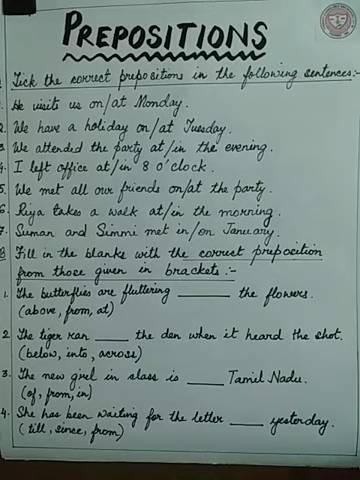 PREPOSITIONS
Tick the correct prepositions in the following sentences:-
1. He visit us on/at Monday.
2. We have a holiday on/at Tuesday.
3. We attended the party at/in the evening.
4. I left office at/in 8 o'clock.
5. We met all our friends on/at the party.
6. Riya takes a walk at/in the morning.
7. Suman and Simmi met in/on January.
B Fill in the blanks with the correct preposition
from those given in brackets:-
1. The butterflies are fluttering ______ the flowers.
(above, from, at)
2. The tiger ran ____ the den when it heard the shot.
(below, into, across)
3. The new girl in class is ____ Tamil Nadu.
(of, from, in)
4. She has been waiting for the letter ____ yesterday.
(till, since, from)